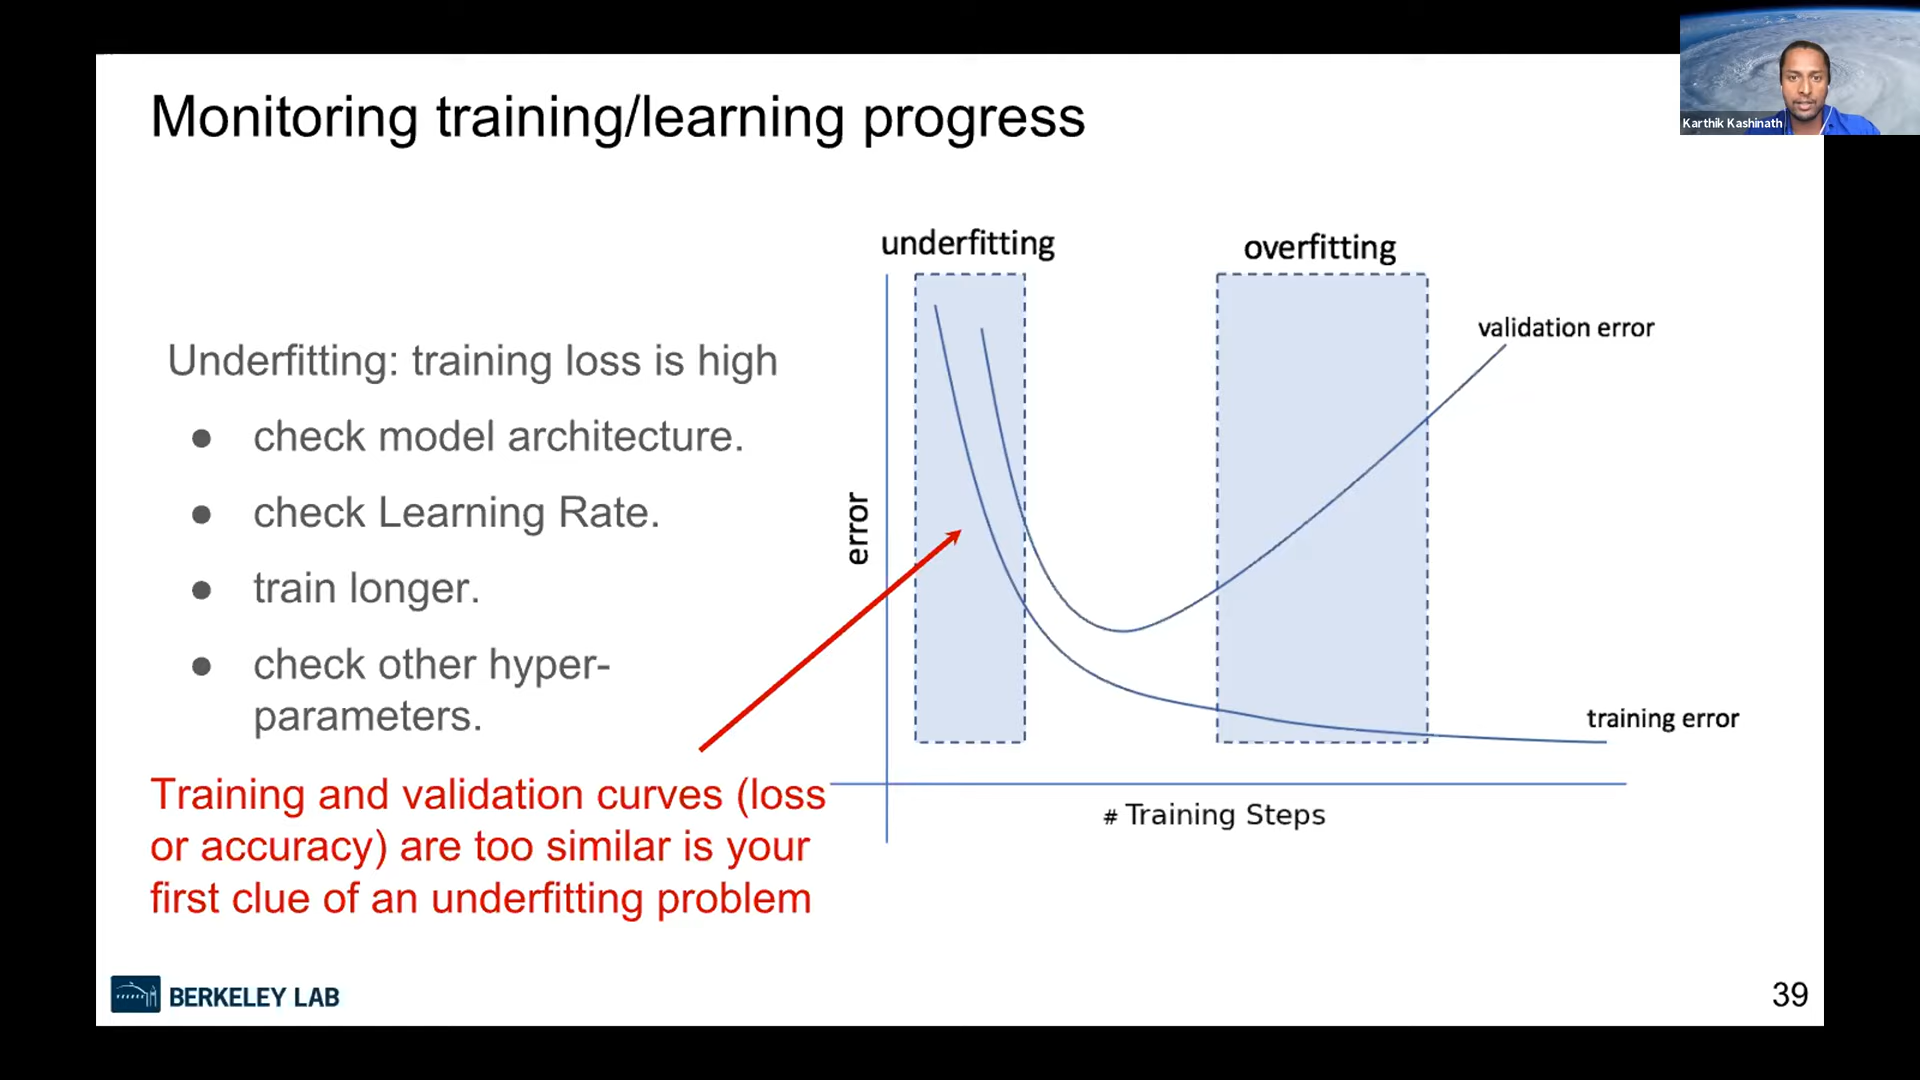 Karthik Kashinath
Monitoring training/learning progress
Underfitting: training loss is high
● check model architecture.
● check Learning Rate.
● train longer.
● check other hyper-
parameters.
Training and validation curves (loss
or accuracy) are too similar is your
first clue of an underfitting problem
underfitting
overfitting
validation error
error
training error
# Training Steps
BERKELEY LAB
39